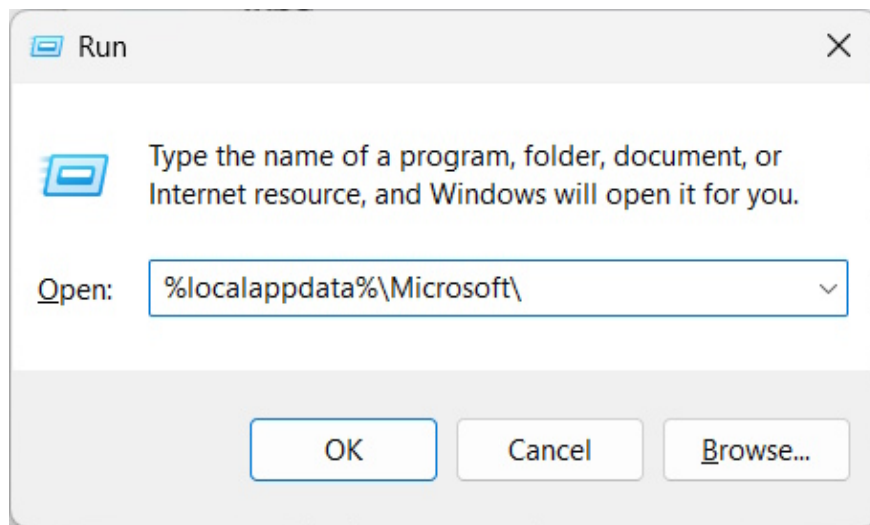 Run
Type the name of a program, folder, document, or
Internet resource, and Windows will open it for you.
Open: %localappdata%\Microsoft\
OK Cancel Browse...